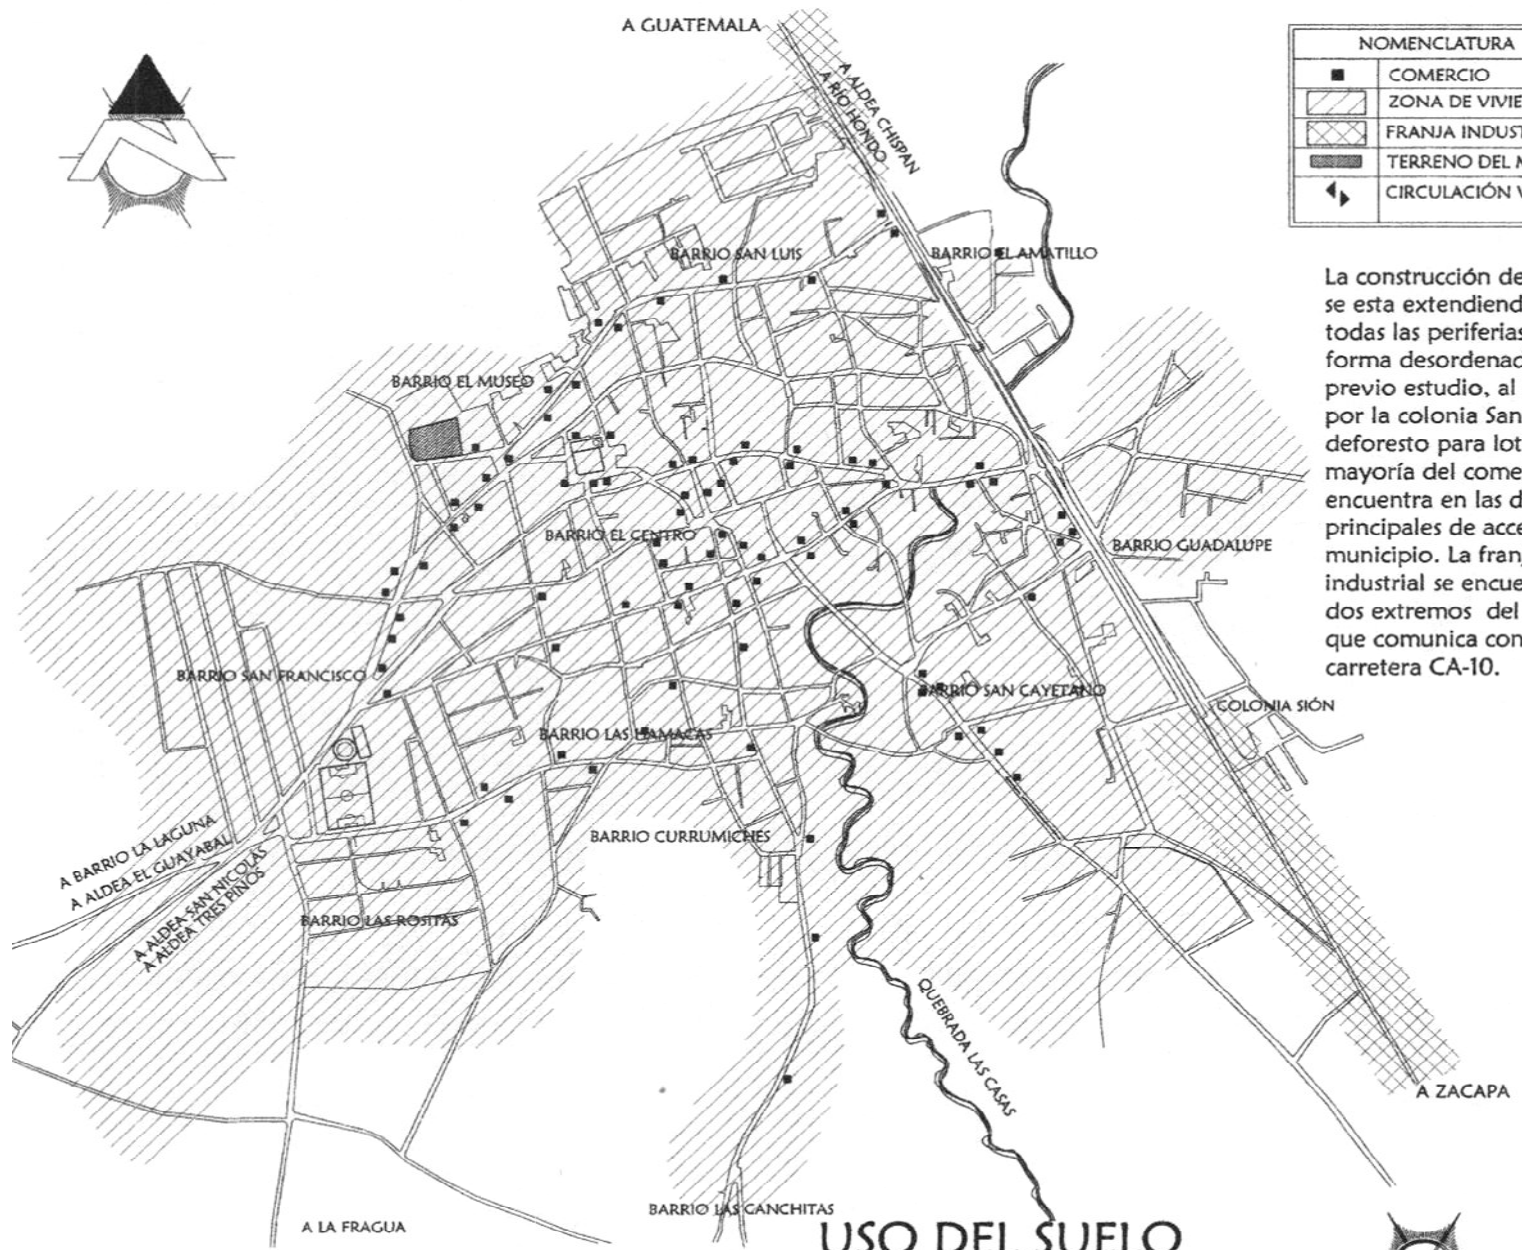 A GUATEMALA
A ALDEA CHISPAN
A RÍO HONDO
NOMENCLATURA
COMERCIO
ZONA DE VIVIE
FRANJA INDUST
TERRENO DEL M
CIRCULACIÓN V
BARRIO SAN LUIS
BARRIO EL AMATILLO
La construcción de
se esta extendiend
todas las periferias
forma desordenad
previo estudio, al
por la colonia San
deforesto para lot
mayoría del come
encuentra en las d
principales de acce
municipio. La fran
industrial se encue
dos extremos del
que comunica con
carretera CA-10.
BARRIO EL MUSEO
BARRIO EL CENTRO
BARRIO GUADALUPE
BARRIO SAN FRANCISCO
BARRIO SAN CAYETANO
COLONIA SIÓN
BARRIO LAS HAMACAS
BARRIO CURRUMICHES
A BARRIO LA LAGUNA
A ALDEA EL GUAYABAL
A ALDEA SAN NICOLAS
A ALDEA TRES PINOS
BARRIO LAS ROSITAS
QUEBRADA LAS CASAS
A ZACAPA
BARRIO LAS CANCHITAS
A LA FRAGUA
USO DEL SUELO